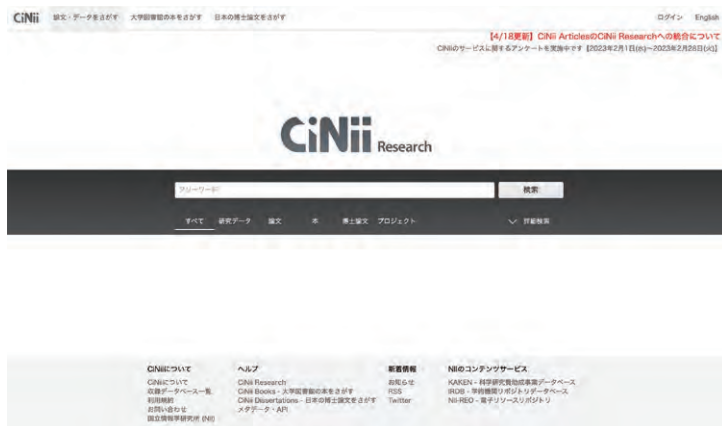 CiNii 論文・データをさがす 大学図書館の本をさがす 日本の博士論文をさがす ログイン English
【4/18更新】CiNii ArticlesのCiNii Researchへの統合について
CiNiiのサービスに関するアンケートを実施中です【2023年2月1日(水)～2023年2月28日(火)】
CiNii Research
フリーワード 検索
すべて 研究データ 論文 本 博士論文 プロジェクト 詳細検索
CiNiiについて ヘルプ 新着情報 NIIのコンテンツサービス
CiNiiについて CiNii Research お知らせ KAKEN - 科学研究費助成事業データベース
収録データベース一覧 CiNii Books - 大学図書館の本をさがす RSS IRDB - 学術機関リポジトリデータベース
利用規約 CiNii Dissertations - 日本の博士論文をさがす Twitter NII-REO - 電子リソースリポジトリ
お問い合わせ メタデータ・API
国立情報学研究所 (NII)